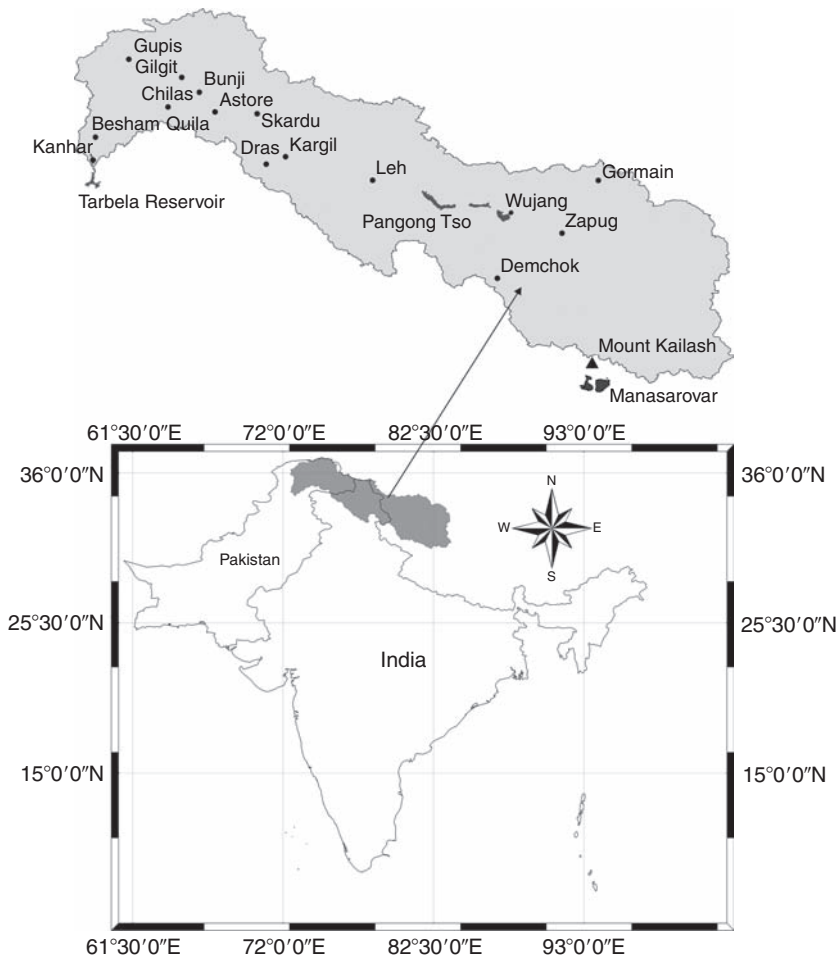 Gupis
Gilgit
Bunji
Chilas
Astore
Skardu
Besham Quila
Kanhar
Dras
Kargil
Leh
Gormain
Tarbela Reservoir
Wujang
Pangong Tso
Zapug
Demchok
Mount Kailash
Manasarovar
61°30′0″E 72°0′0″E 82°30′0″E 93°0′0″E
36°0′0″N 36°0′0″N
N
W E
S
Pakistan
25°30′0″N 25°30′0″N
India
15°0′0″N 15°0′0″N
61°30′0″E 72°0′0″E 82°30′0″E 93°0′0″E